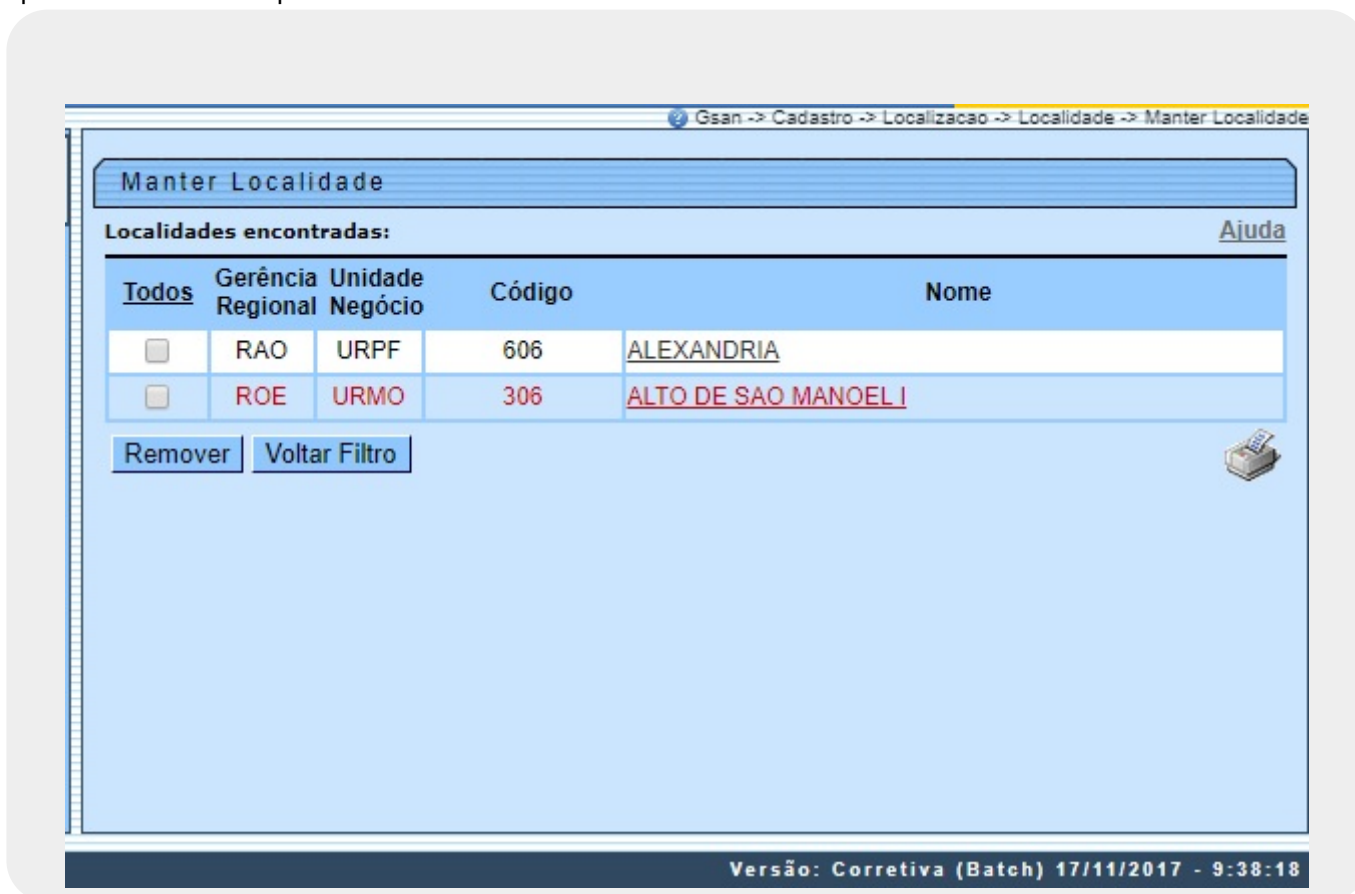 Gsan -> Cadastro -> Localizacao -> Localidade -> Manter Localidade
Manter Localidade
Localidades encontradas: Ajuda
Todos Gerência Regional Unidade Negócio Código Nome
RAO URPF 606 ALEXANDRIA
ROE URMO 306 ALTO DE SAO MANOEL I
Remover Voltar Filtro
Versão: Corretiva (Batch) 17/11/2017 - 9:38:18